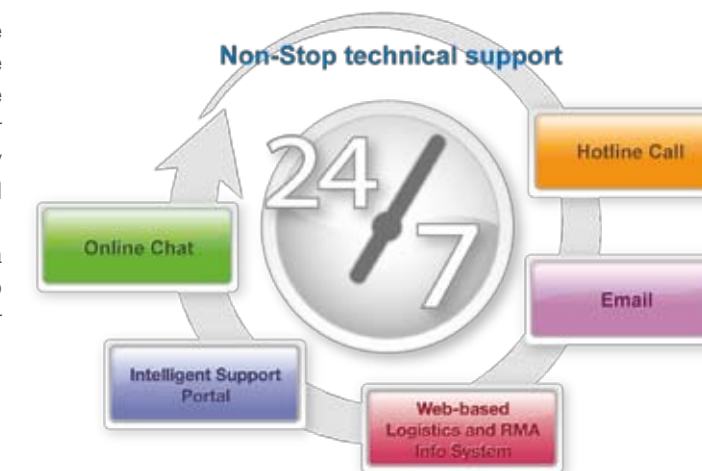 Non-Stop technical support
24
7
Hotline Call
Online Chat
Email
Intelligent Support
Portal
Web-based
Logistics and RMA
Info System